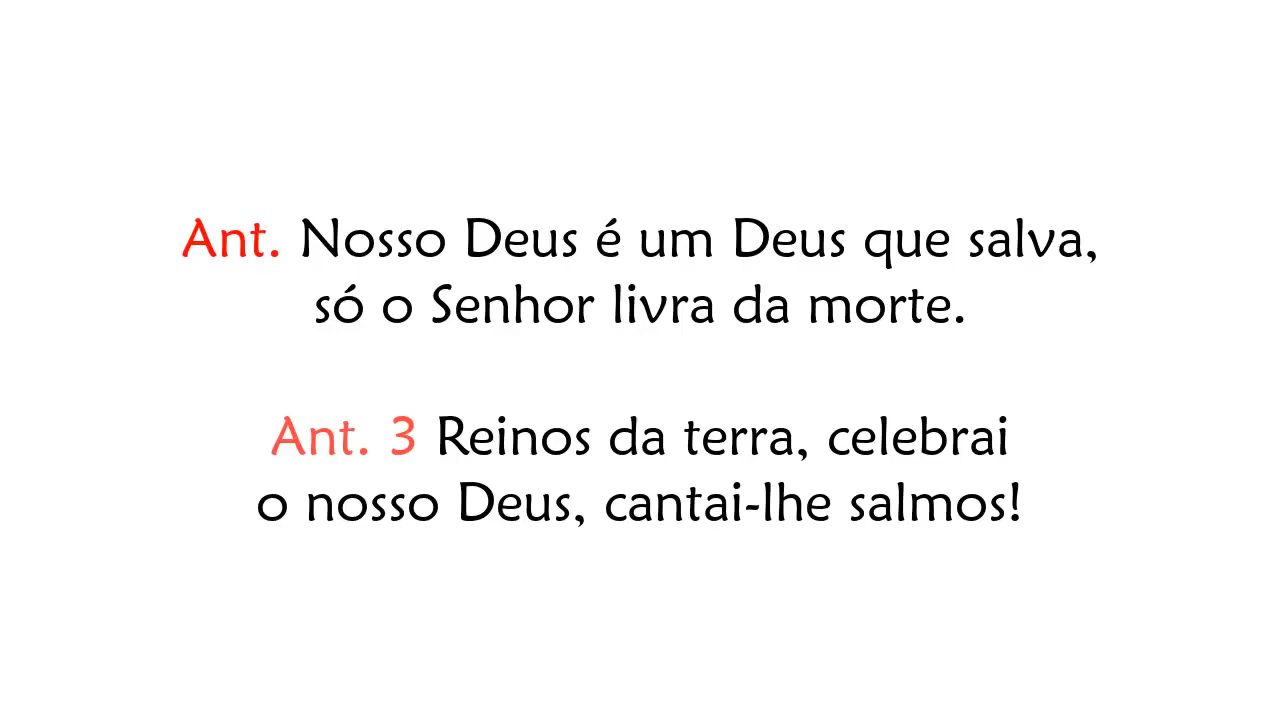 Ant. Nosso Deus é um Deus que salva,
só o Senhor livra da morte.
Ant. 3 Reinos da terra, celebrai
o nosso Deus, cantai-lhe salmos!